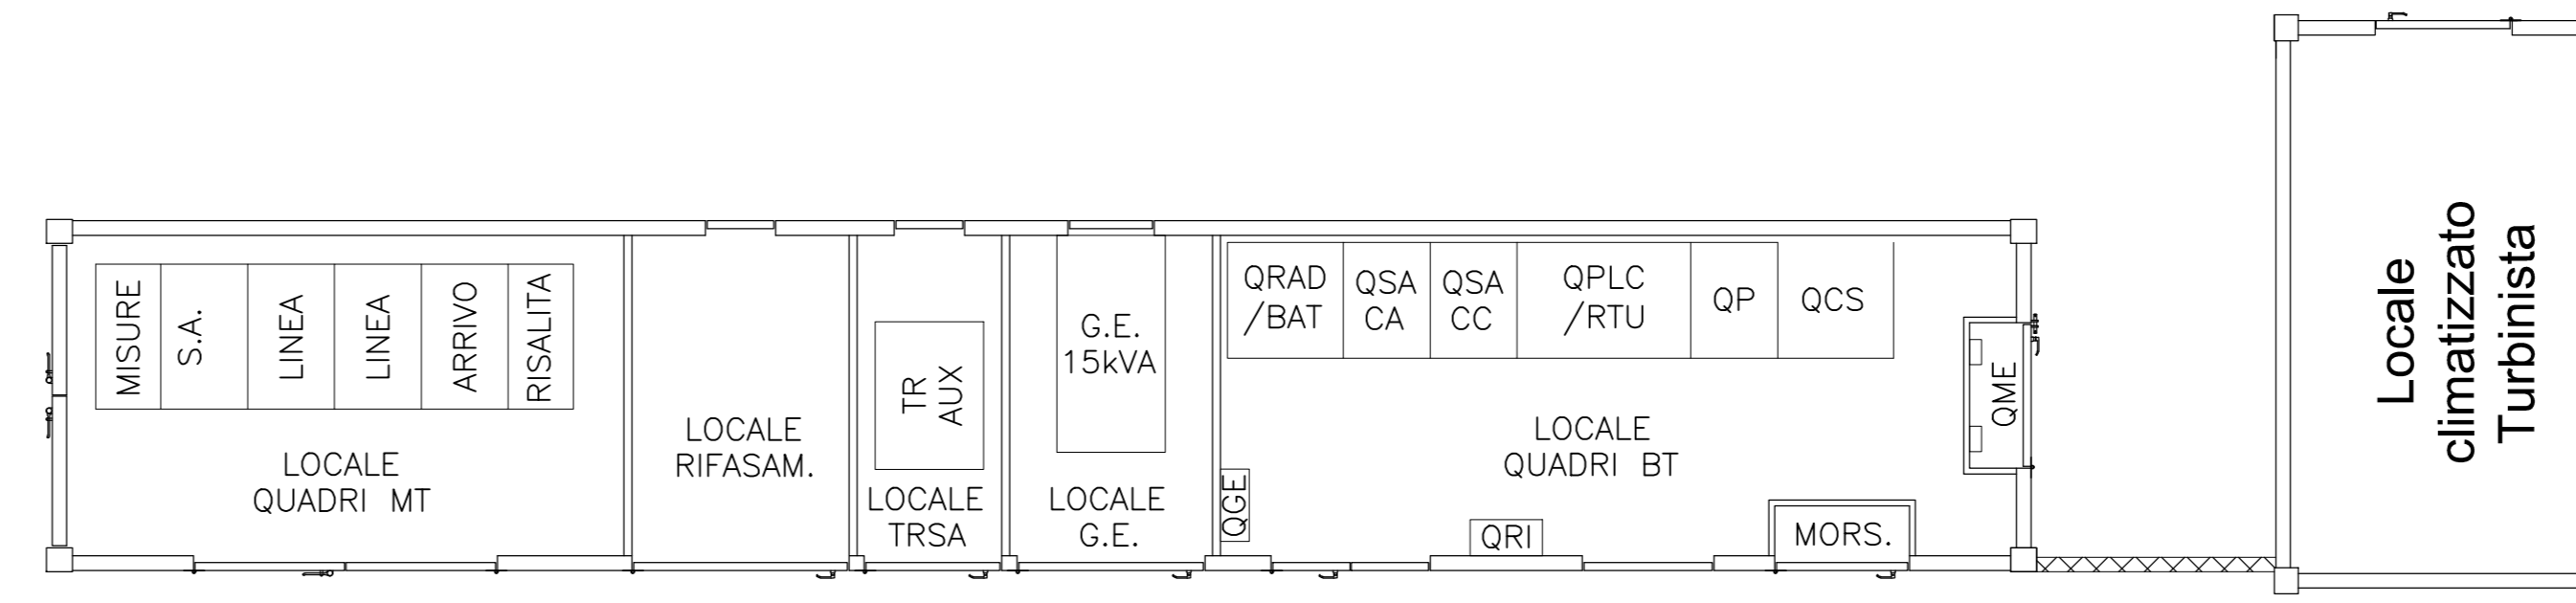 MISURE
S.A.
LINEA
LINEA
ARRIVO
RISALITA
LOCALE
QUADRI MT
LOCALE
RIFASAM.
TR
AUX
LOCALE
TRSA
G.E.
15kVA
LOCALE
G.E.
QRAD
/BAT
QSA
CA
QSA
CC
QPLC
/RTU
QP
QCS
QME
LOCALE
QUADRI BT
QGE
QRI
MORS.
Locale
climatizzato
Turbinista